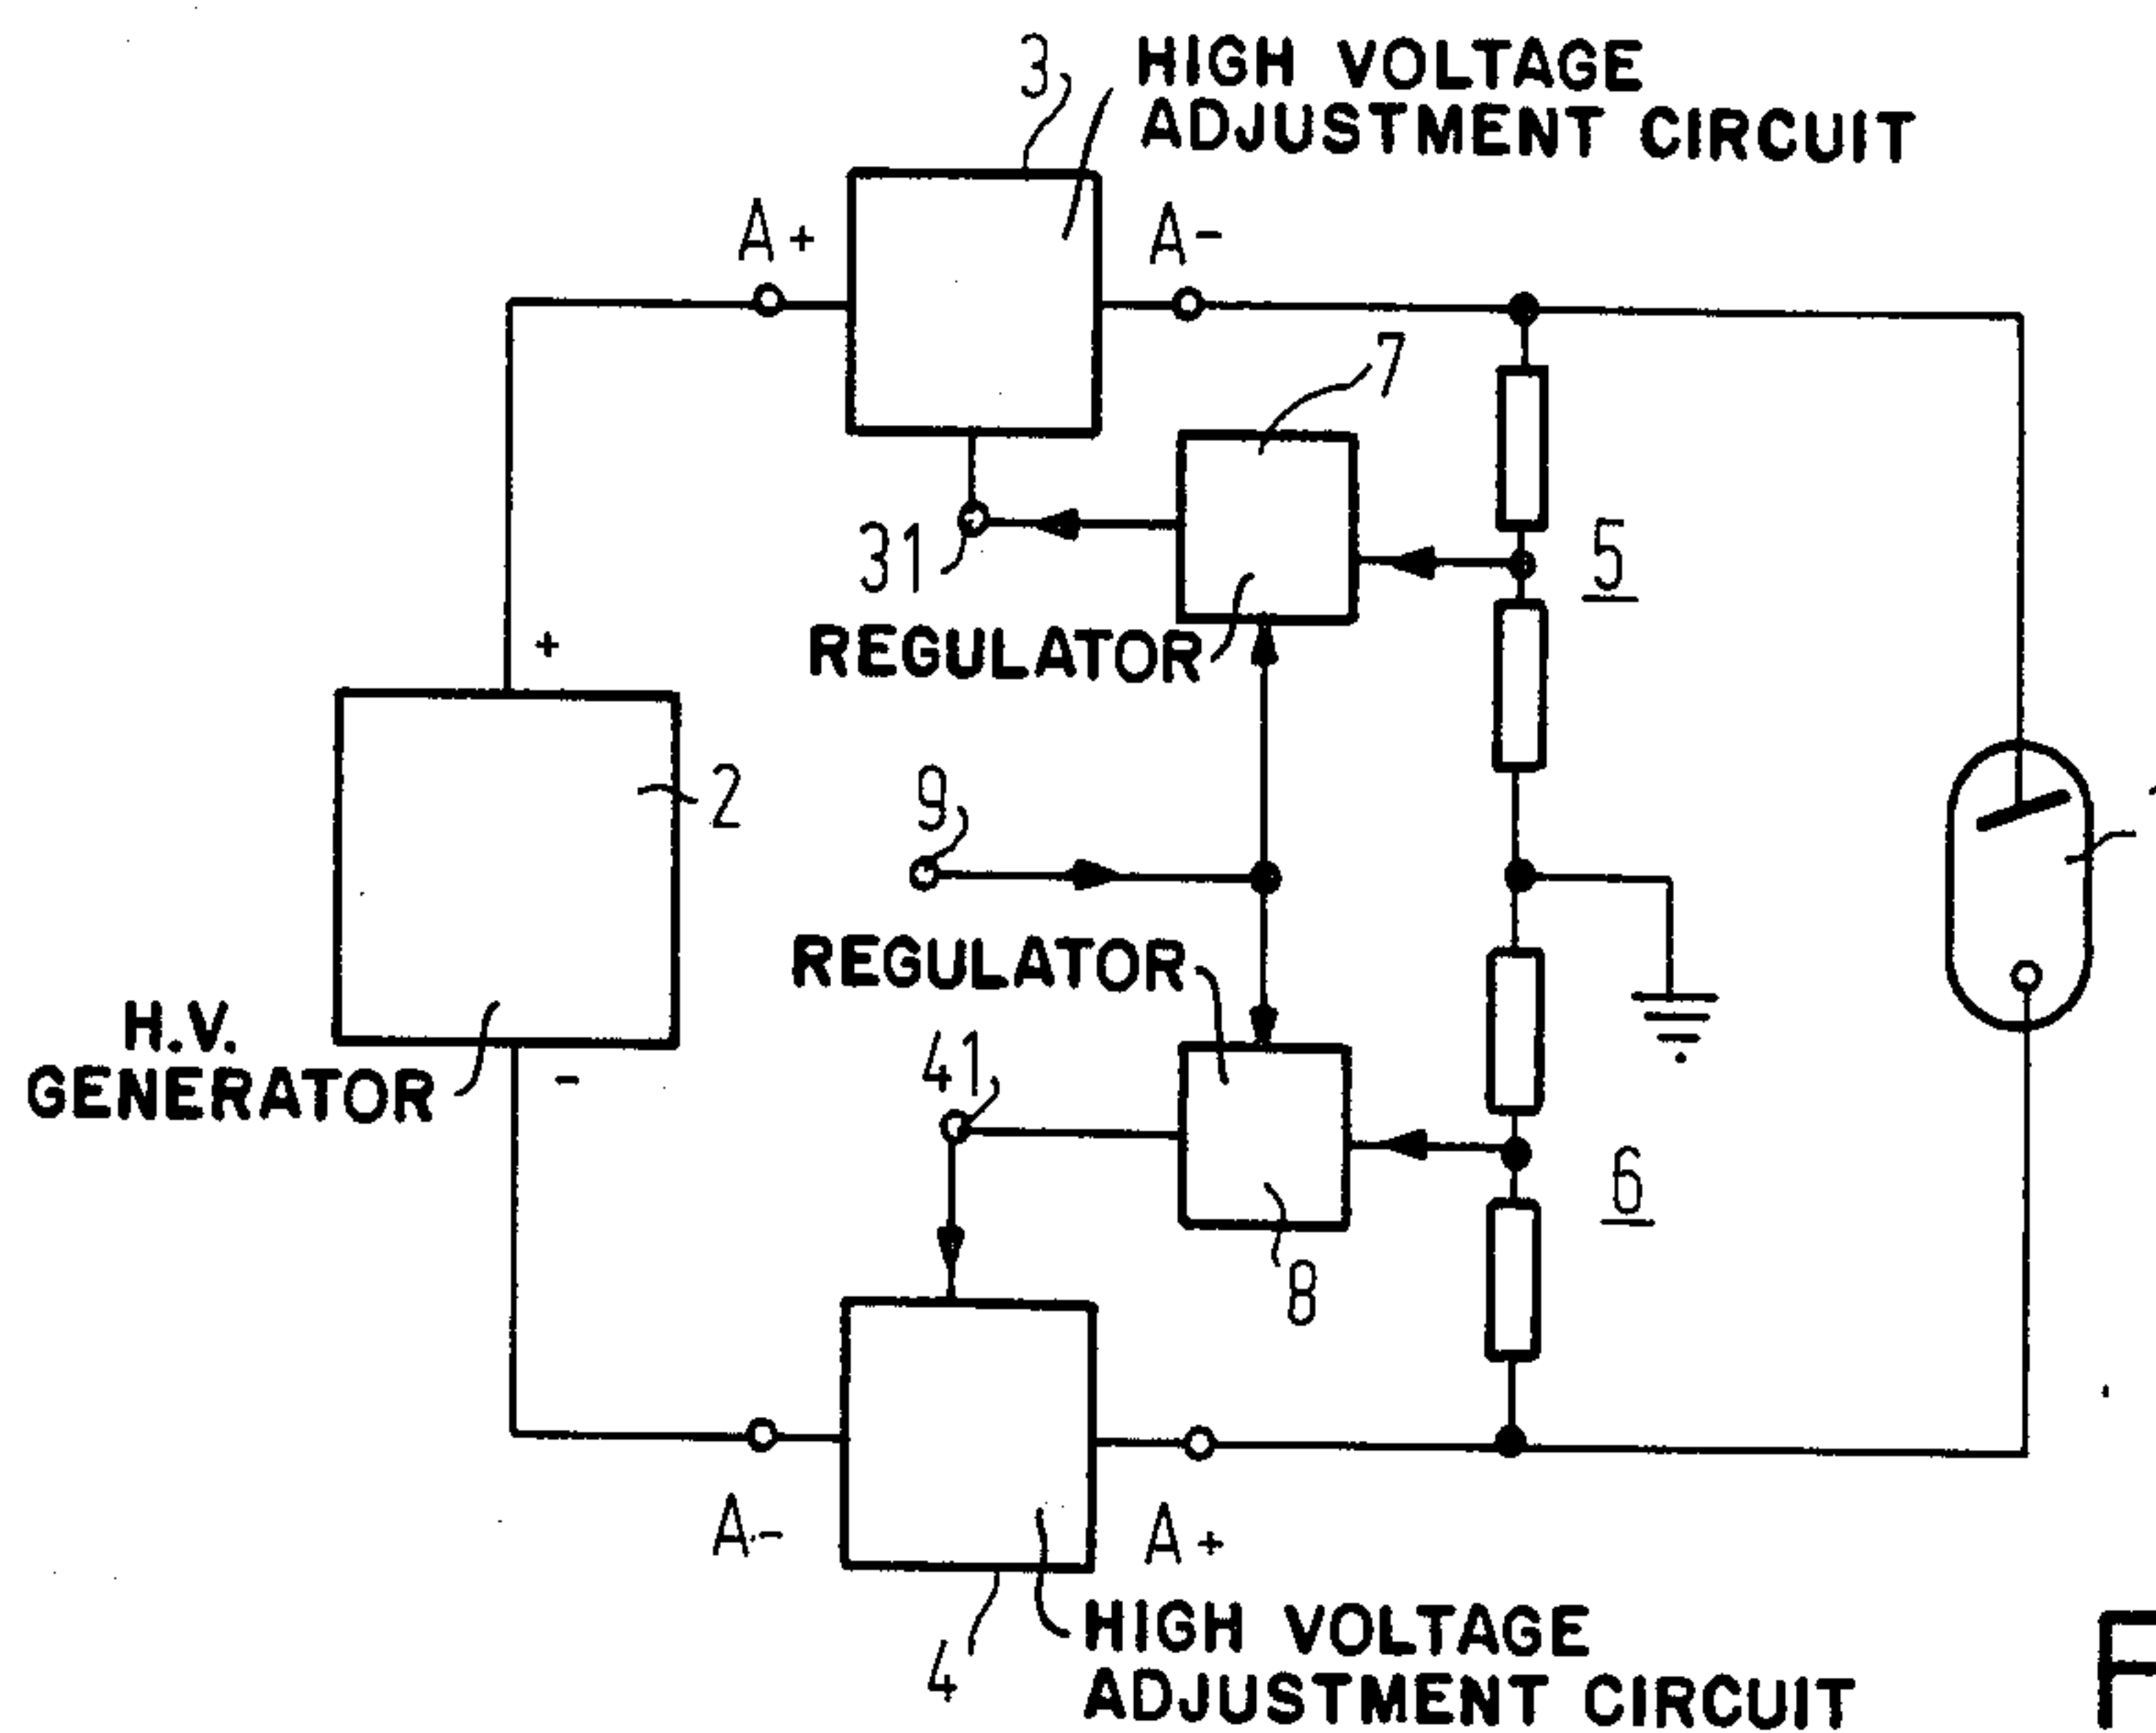 3
HIGH VOLTAGE
ADJUSTMENT CIRCUIT
A+
A-
7
31
5
REGULATOR
+
2
9
REGULATOR
H.V.
GENERATOR
-
41
6
8
A-
A+
HIGH VOLTAGE
ADJUSTMENT CIRCUIT
4